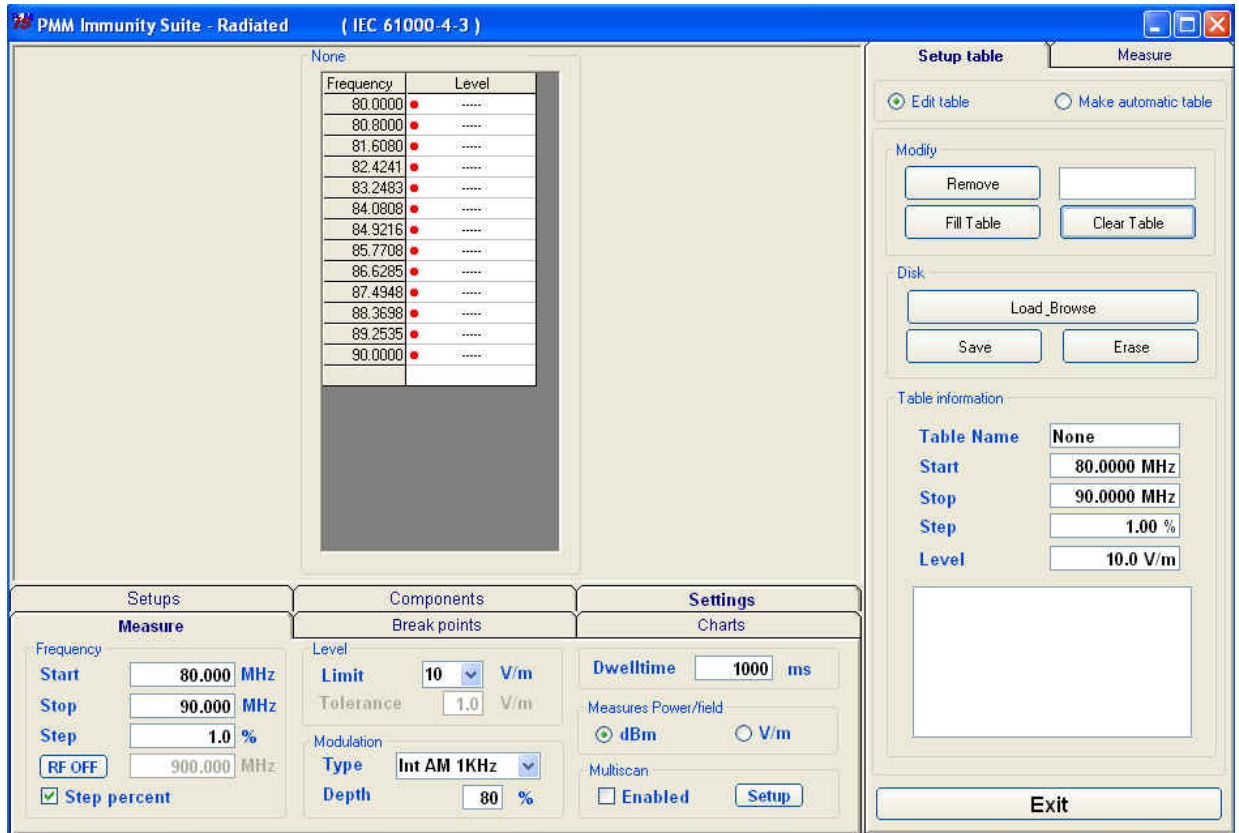 PMM Immunity Suite - Radiated ( IEC 61000-4-3 )
None
Frequency Level
80.0000 -----
80.8000 -----
81.6080 -----
82.4241 -----
83.2483 -----
84.0808 -----
84.9216 -----
85.7708 -----
86.6285 -----
87.4948 -----
88.3698 -----
89.2535 -----
90.0000 -----
Setup table Measure
Edit table Make automatic table
Modify
Remove
Fill Table Clear Table
Disk
Load_Browse
Save Erase
Table information
Table Name None
Start 80.0000 MHz
Stop 90.0000 MHz
Step 1.00 %
Level 10.0 V/m
Exit
Setups Components Settings
Measure Break points Charts
Frequency
Start 80.000 MHz
Stop 90.000 MHz
Step 1.0 %
RF OFF 900.000 MHz
Step percent
Level
Limit 10 V/m
Tolerance 1.0 V/m
Modulation
Type Int AM 1KHz
Depth 80 %
Dwelltime 1000 ms
Measures Power/field
dBm V/m
Multiscan
Enabled Setup